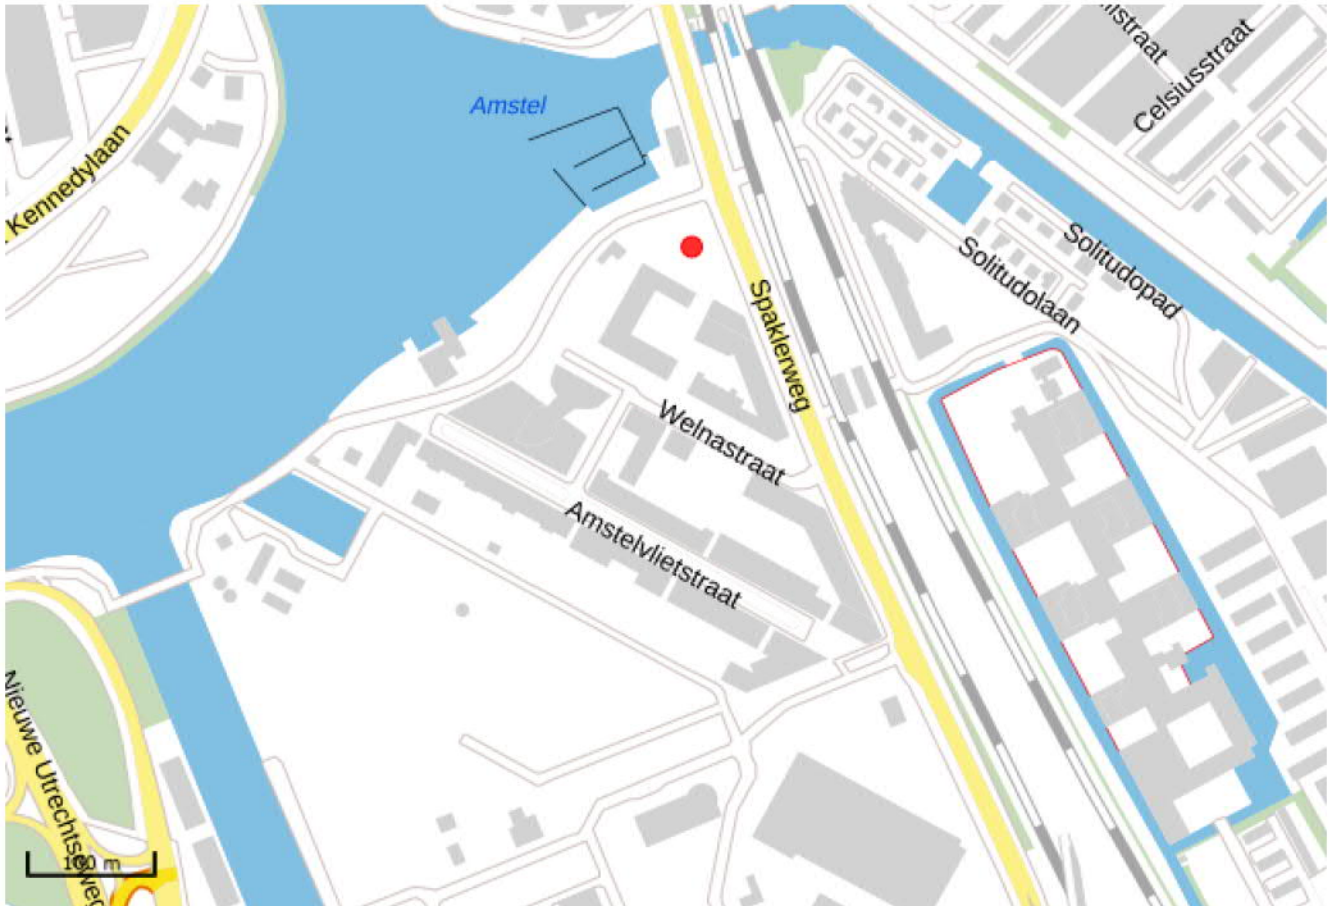 Celsiusstraat
Amstel
Kennedylaan
Solitudopad
Solitudolaan
Spaklerweg
Welnastraat
Amstelvlietstraat
Nieuwe Utrechtseweg
100 m